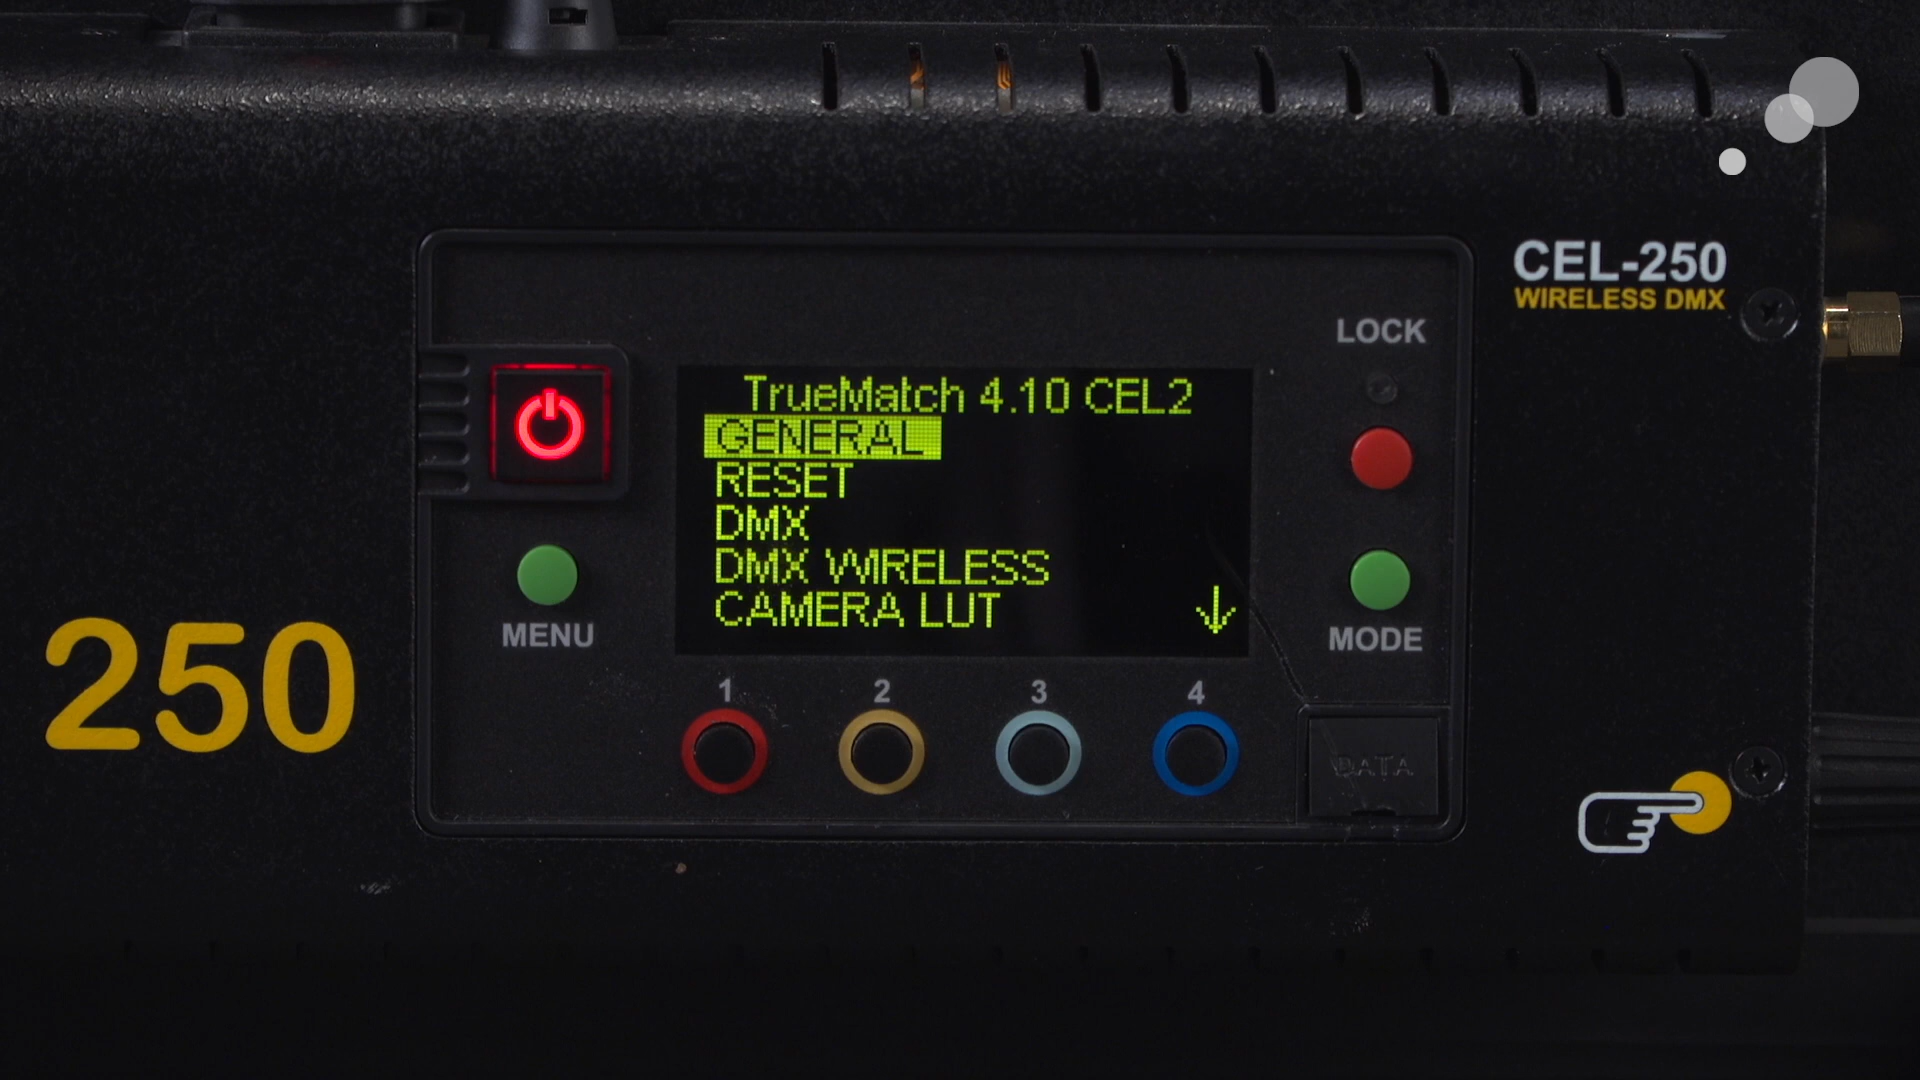 CEL-250
WIRELESS DMX
LOCK
TrueMatch 4.10 CEL2
GENERAL
RESET
DMX
DMX WIRELESS
CAMERA LUT
MENU
MODE
250
1 2 3 4
DATA